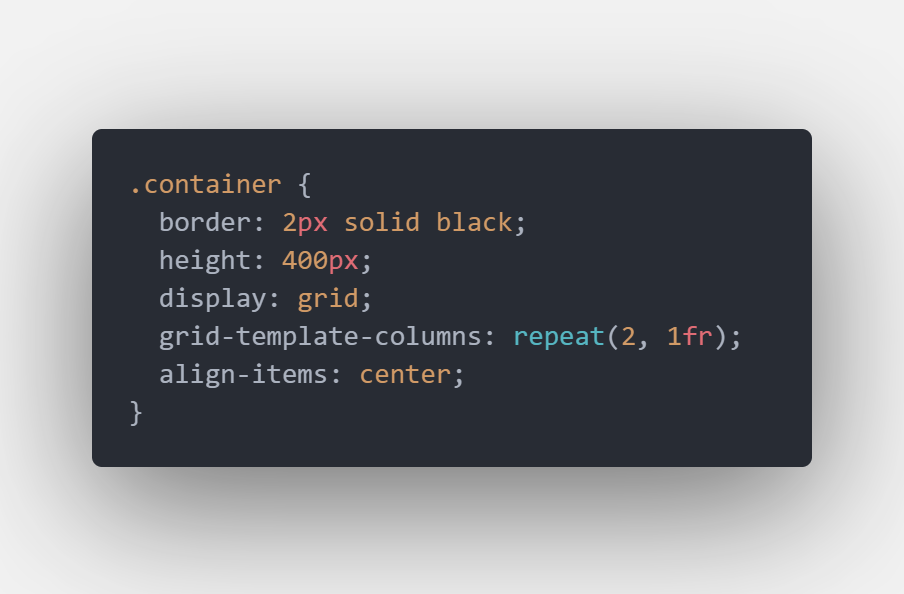 .container {
  border: 2px solid black;
  height: 400px;
  display: grid;
  grid-template-columns: repeat(2, 1fr);
  align-items: center;
}